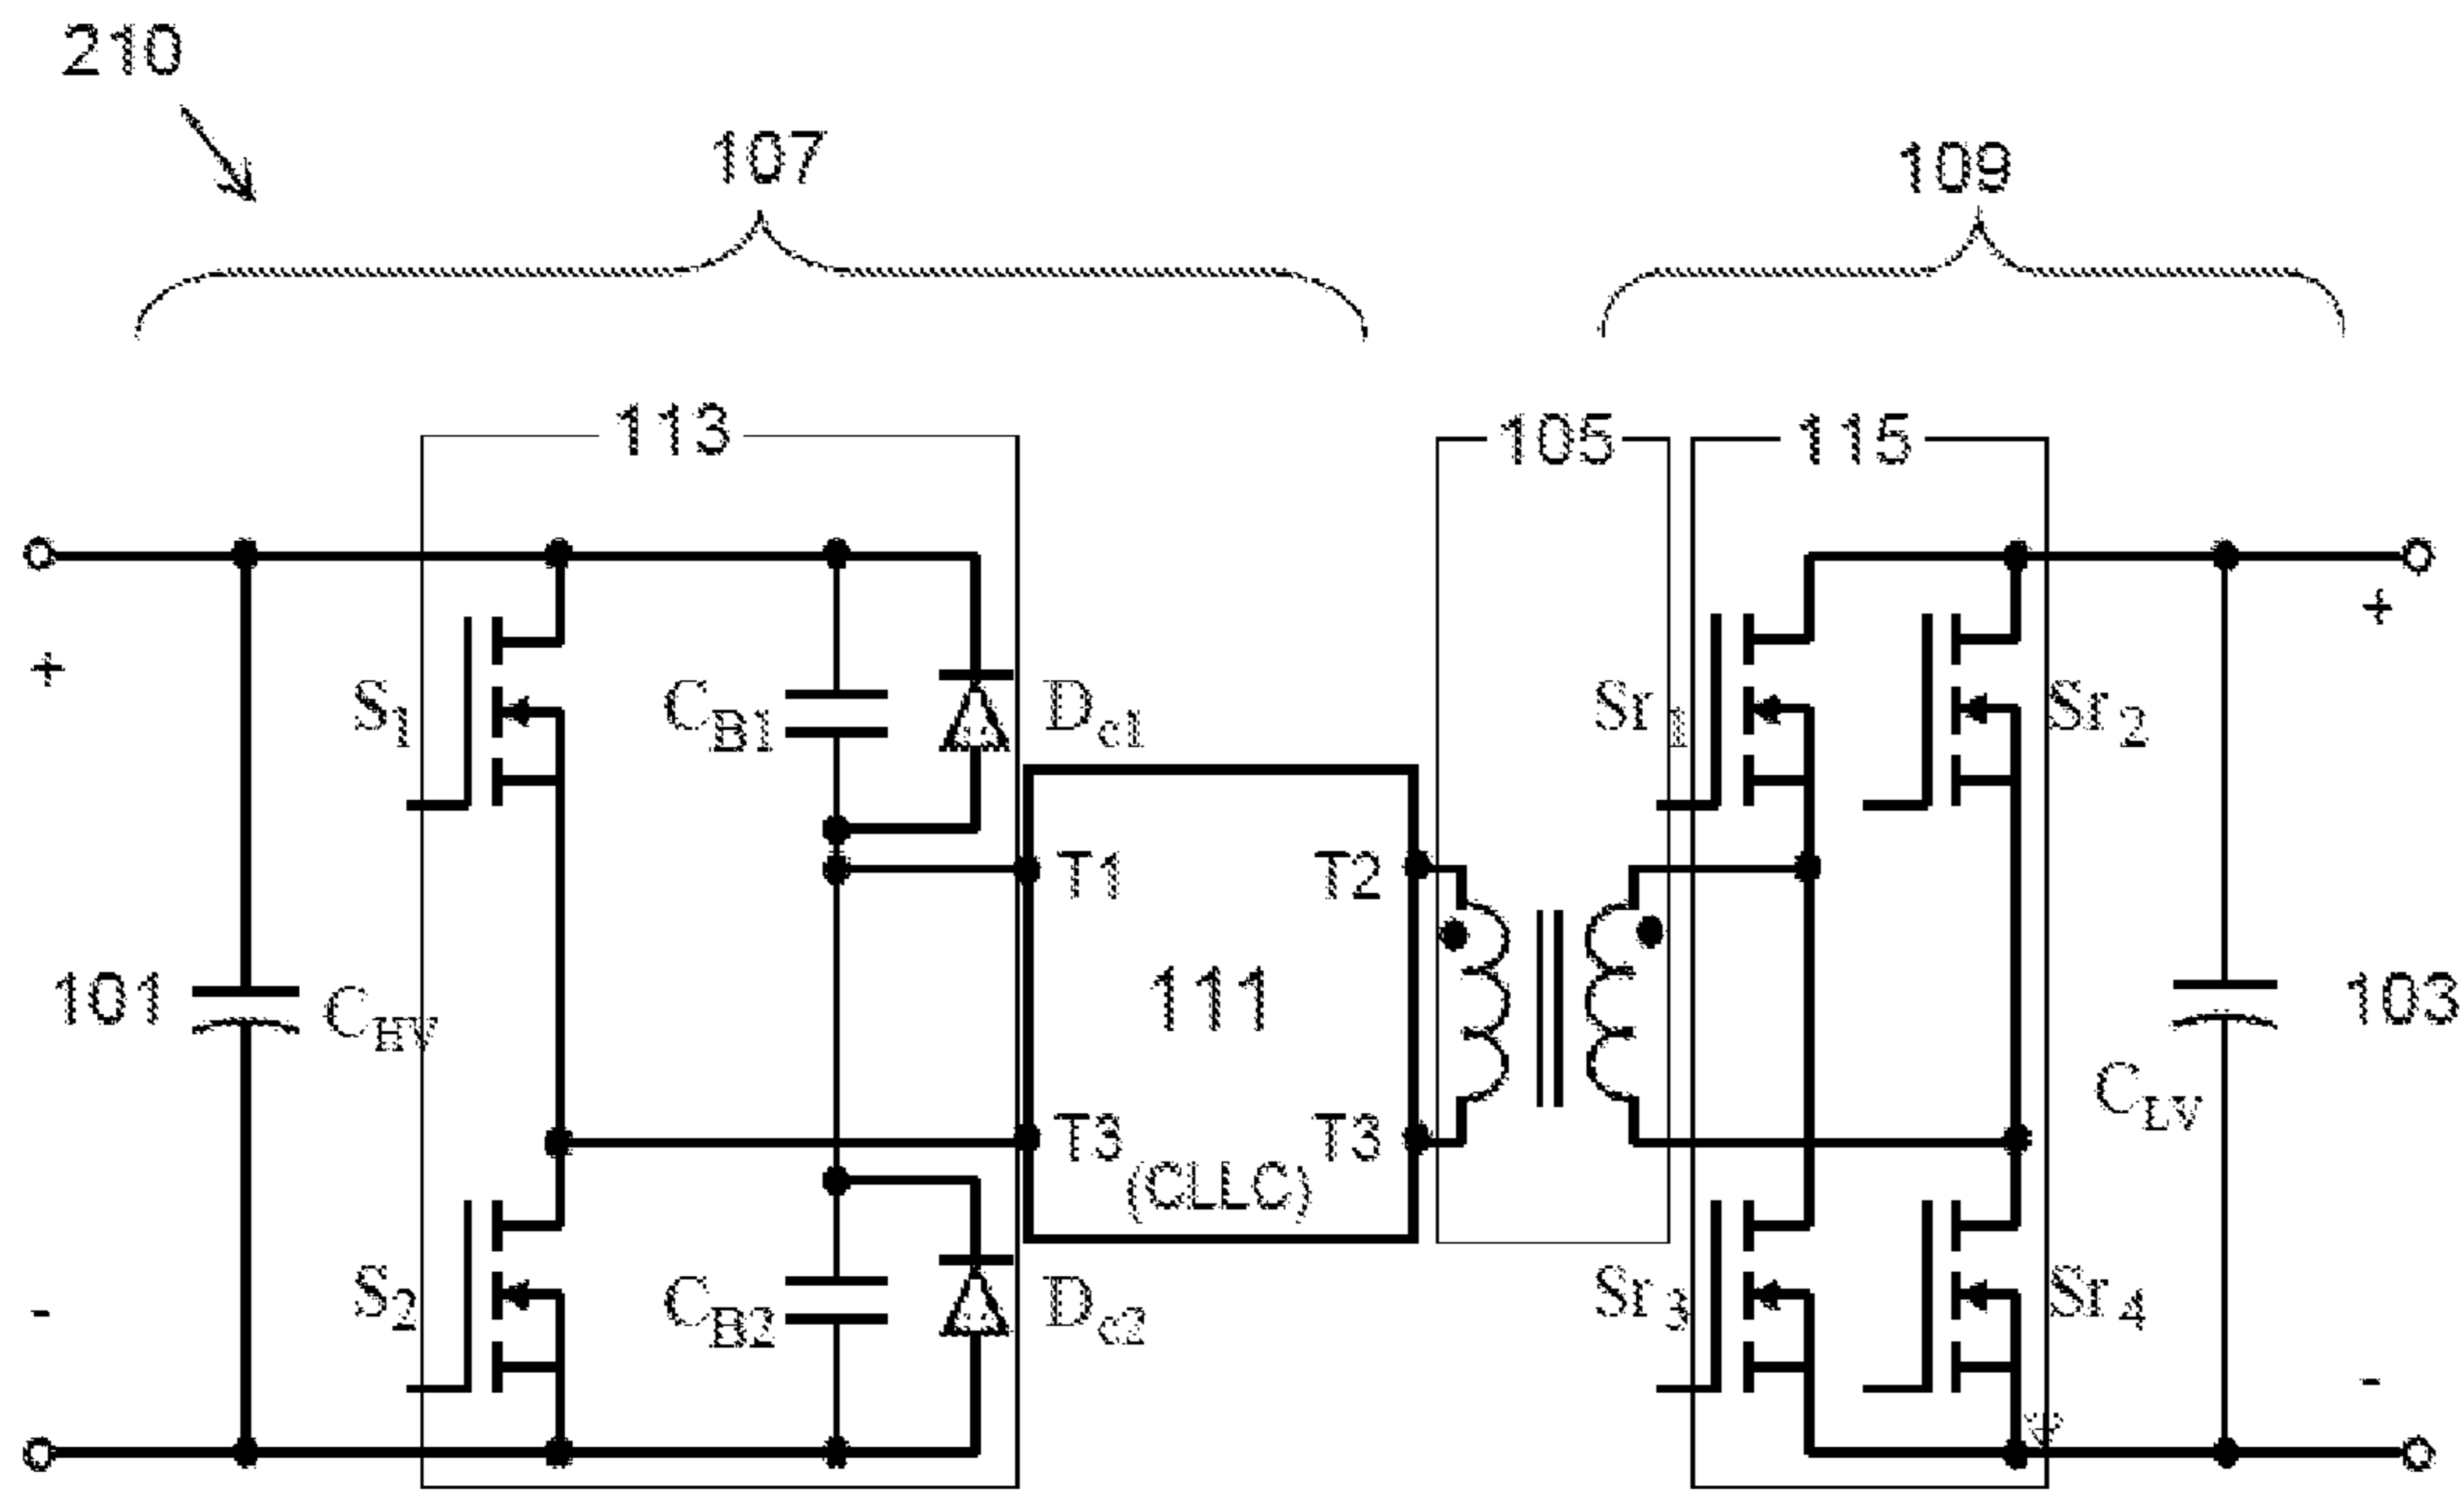 210
107
109
113
105
115
+
+
S1
CB1
Dc1
Sr1
Sr2
T1
T2
101
CHV
111
103
CLV
T3
T3
(CLLC)
S2
CB2
Dc2
Sr3
Sr4
-
-